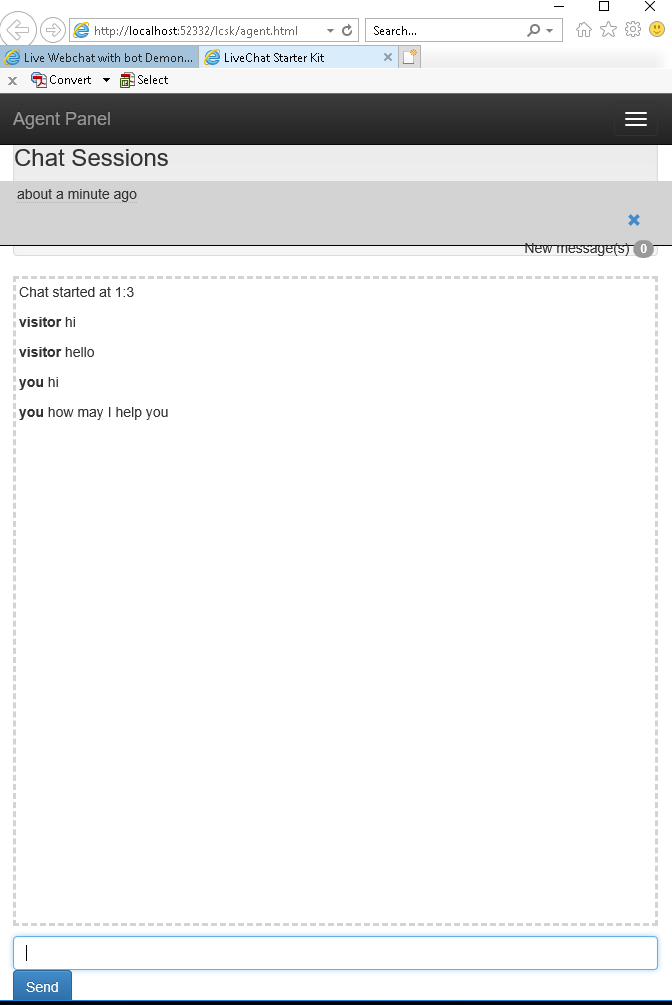 http://localhost:52332/lcsk/agent.html
Search...
Live Webchat with bot Demon...
LiveChat Starter Kit
x Convert Select
Agent Panel
Chat Sessions
about a minute ago
New message(s) 0
Chat started at 1:3
visitor hi
visitor hello
you hi
you how may I help you
Send